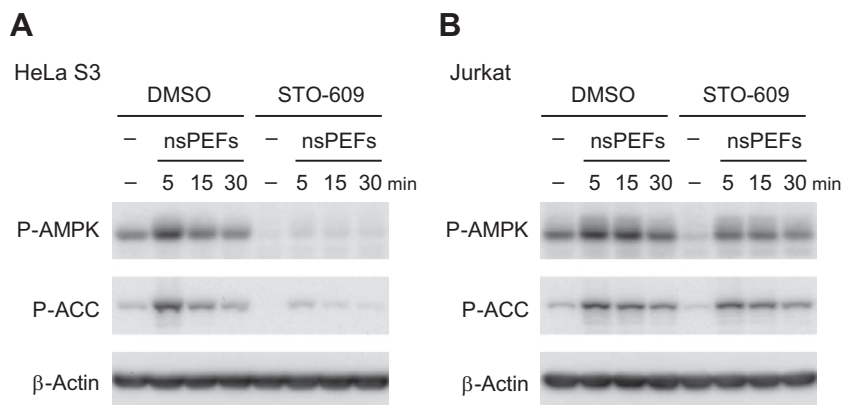 A
HeLa S3
DMSO STO-609
– nsPEFs – nsPEFs
– 5 15 30 – 5 15 30 min
P-AMPK
P-ACC
β-Actin
B
Jurkat
DMSO STO-609
– nsPEFs – nsPEFs
– 5 15 30 – 5 15 30 min
P-AMPK
P-ACC
β-Actin